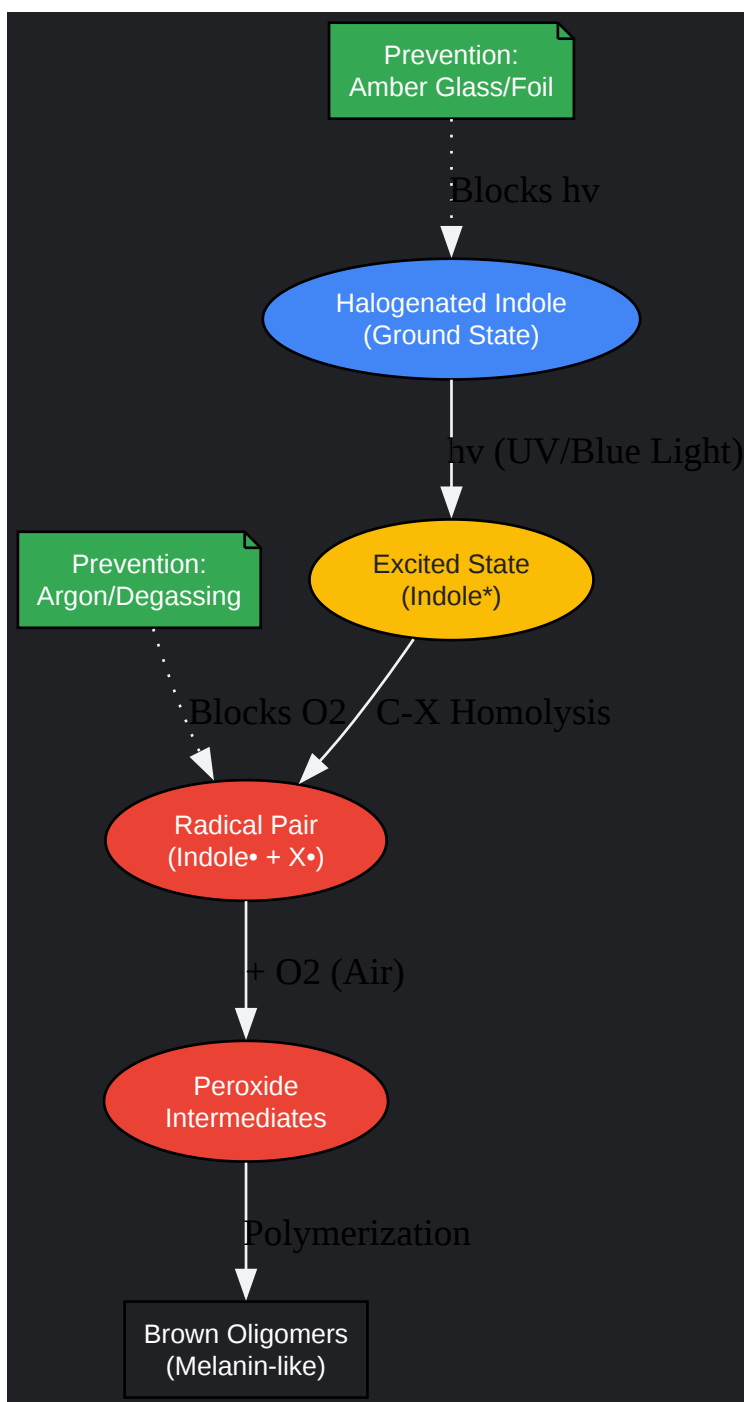 Prevention:
Amber Glass/Foil
Blocks hv
Halogenated Indole
(Ground State)
hv (UV/Blue Light)
Prevention:
Argon/Degassing
Excited State
(Indole*)
Blocks O2
C-X Homolysis
Radical Pair
(Indole• + X•)
+ O2 (Air)
Peroxide
Intermediates
Polymerization
Brown Oligomers
(Melanin-like)